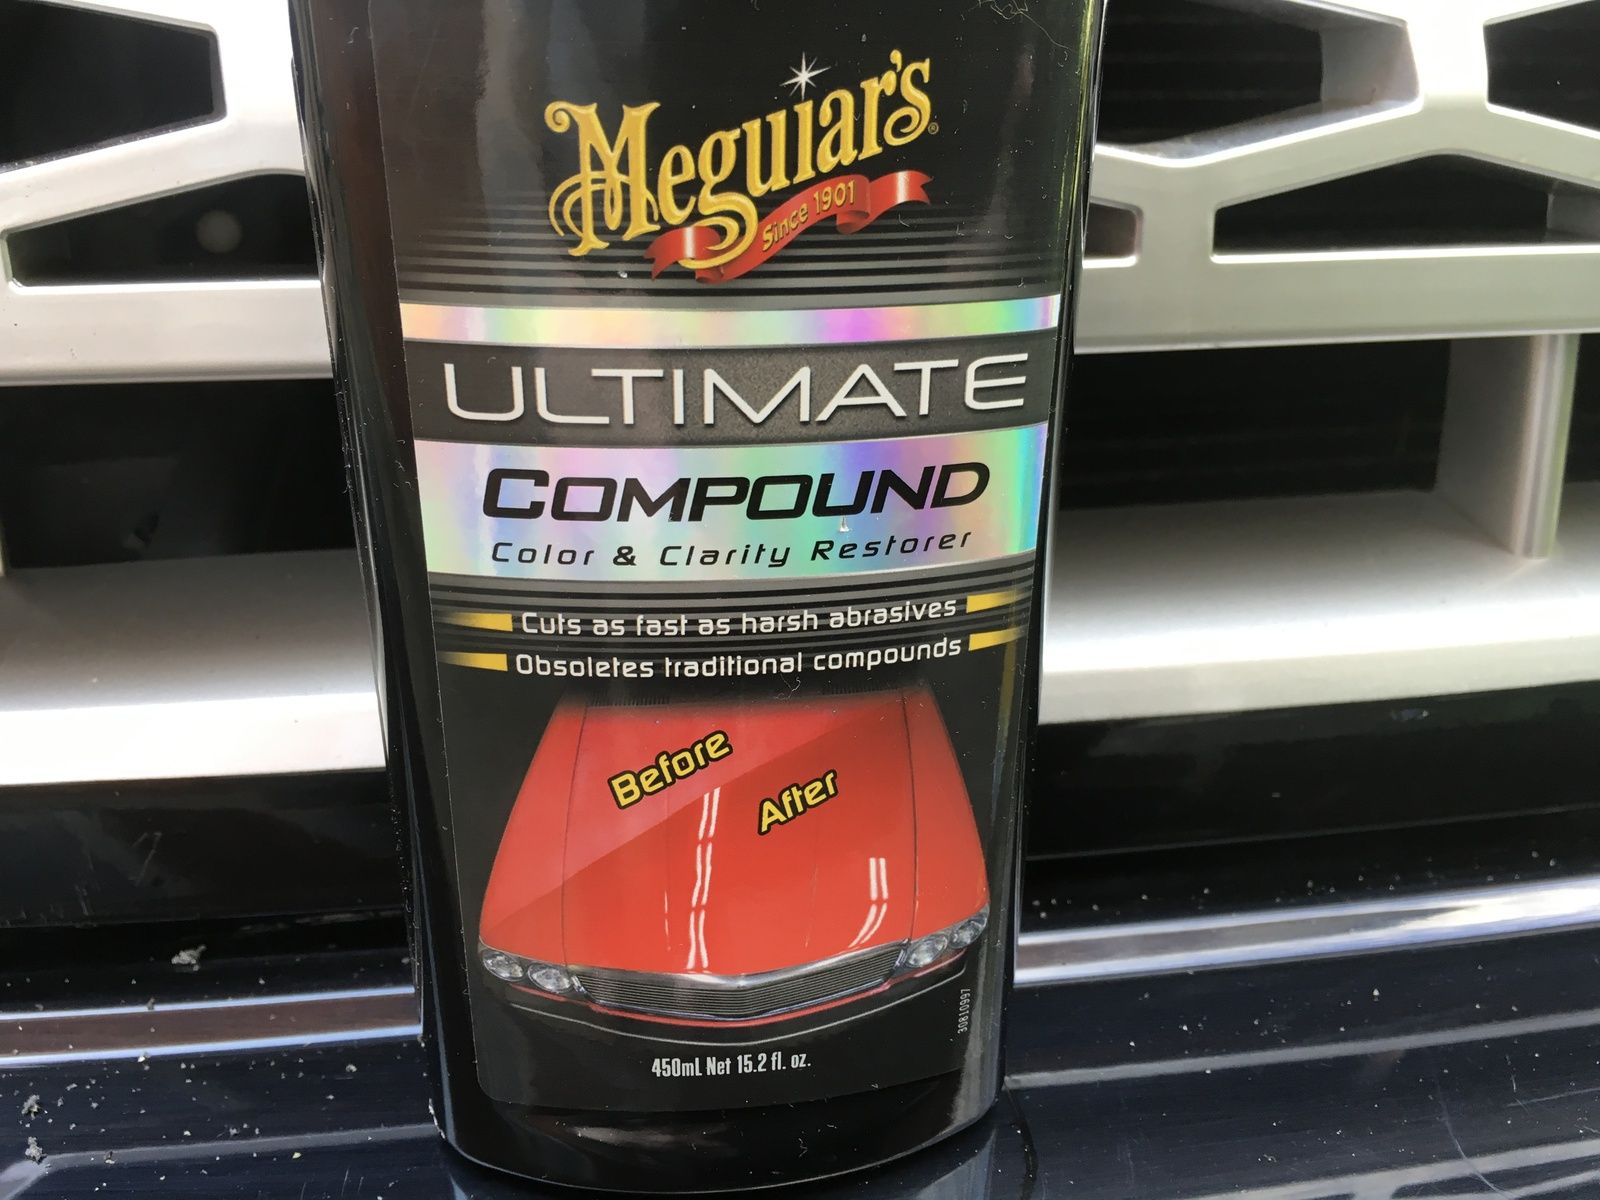 Meguiar's®
Since 1901
ULTIMATE
COMPOUND
Color & Clarity Restorer
Cuts as fast as harsh abrasives
Obsoletes traditional compounds
Before
After
30810997
450mL Net 15.2 fl. oz.